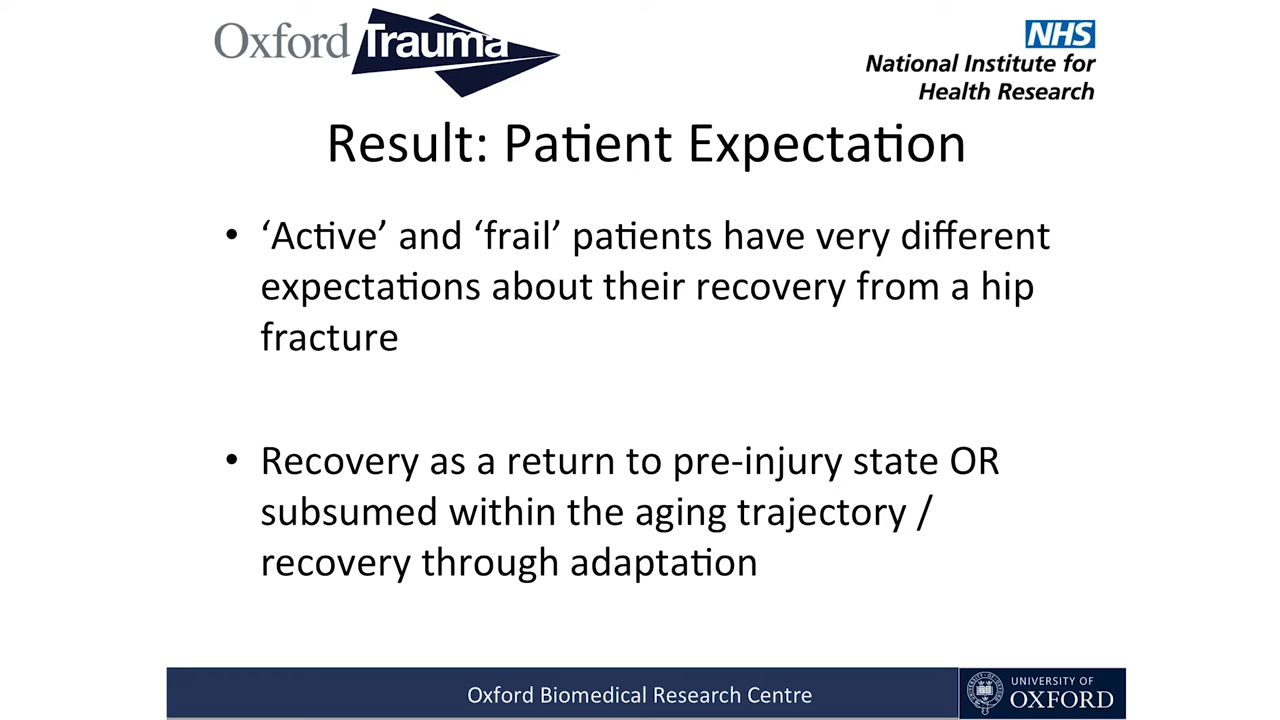 Oxford Trauma
NHS
National Institute for
Health Research
Result: Patient Expectation
• ‘Active’ and ‘frail’ patients have very different
expectations about their recovery from a hip
fracture
• Recovery as a return to pre-injury state OR
subsumed within the aging trajectory /
recovery through adaptation
Oxford Biomedical Research Centre
UNIVERSITY OF
OXFORD